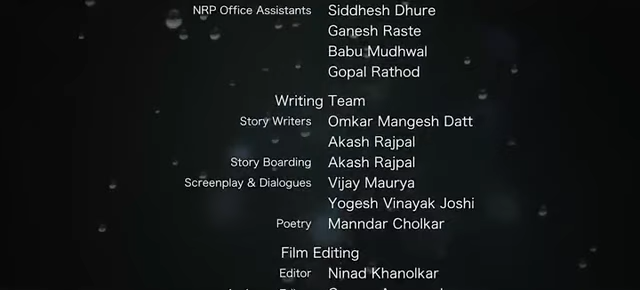 NRP Office Assistants Siddhesh Dhure
Ganesh Raste
Babu Mudhwal
Gopal Rathod
Writing Team
Story Writers Omkar Mangesh Datt
Akash Rajpal
Story Boarding Akash Rajpal
Screenplay & Dialogues Vijay Maurya
Yogesh Vinayak Joshi
Poetry Manndar Cholkar
Film Editing
Editor Ninad Khanolkar